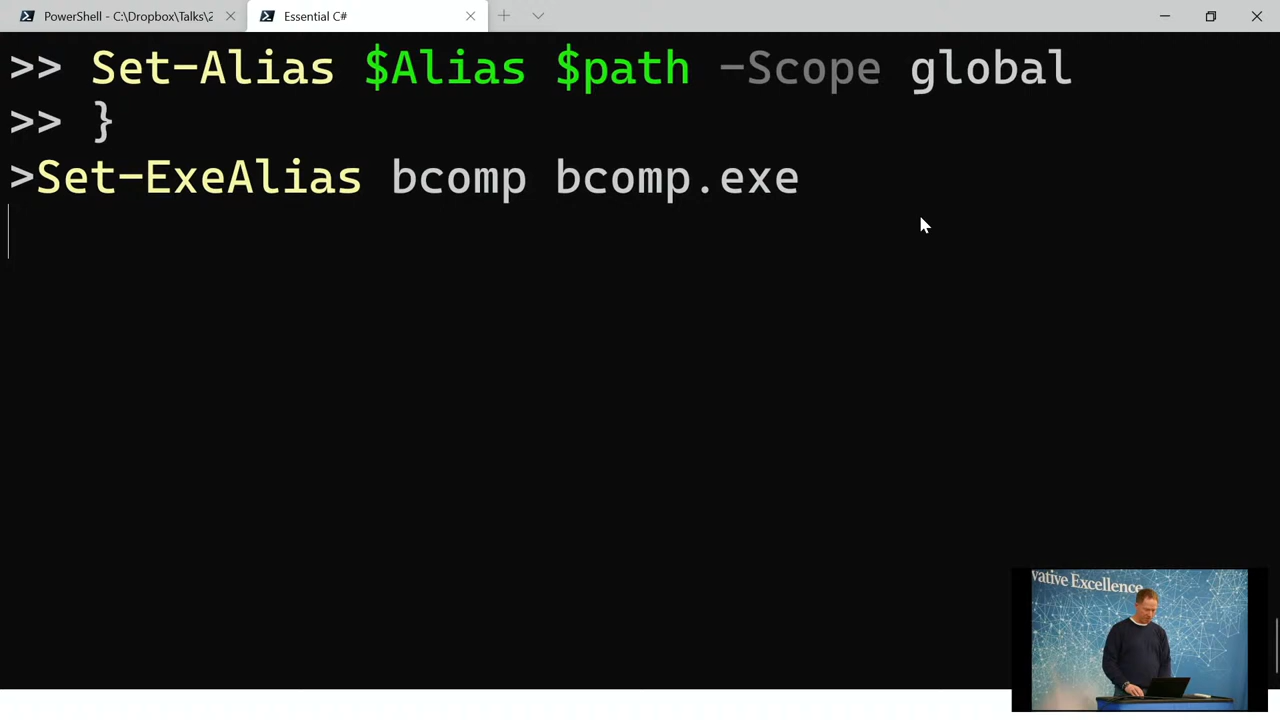 PowerShell - C:\Dropbox\Talks\2
Essential C#
>> Set-Alias $Alias $path -Scope global
>> }
>Set-ExeAlias bcomp bcomp.exe
vative Excellence